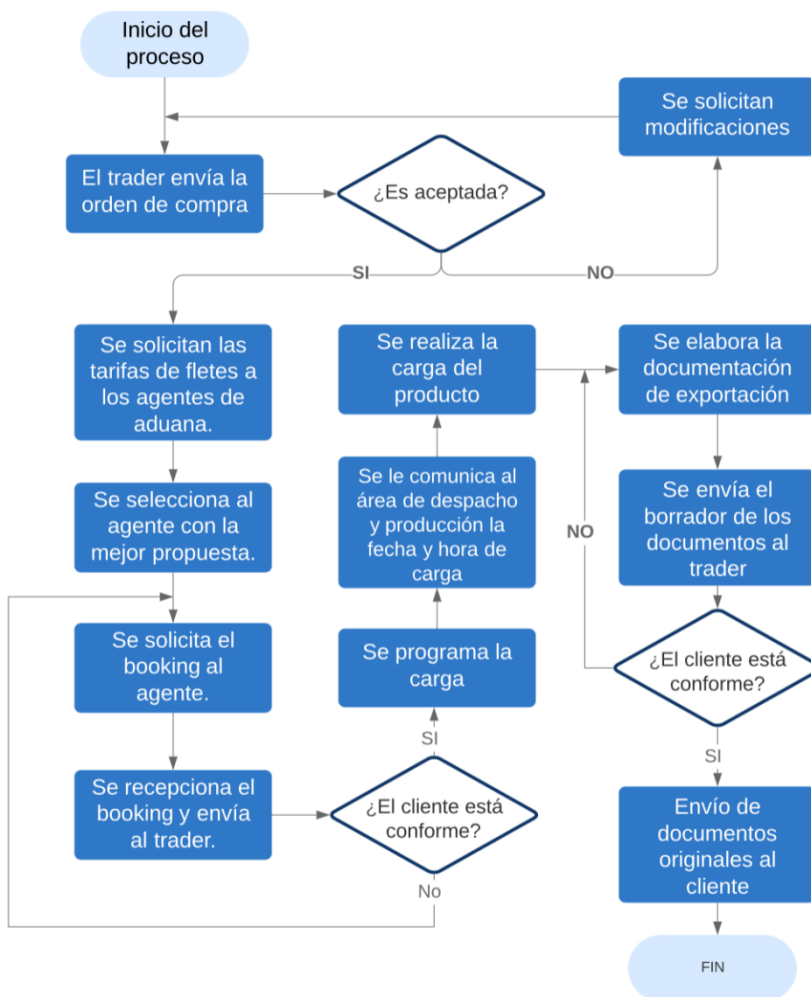 Inicio del
proceso
Se solicitan
modificaciones
El trader envía la
orden de compra
¿Es aceptada?
SI
NO
Se solicitan las
tarifas de fletes a
los agentes de
aduana.
Se selecciona al
agente con la
mejor propuesta.
Se solicita el
booking al
agente.
Se recepciona el
booking y envía
al trader.
¿El cliente está
conforme?
No
SI
Se programa la
carga
Se le comunica al
área de despacho
y producción la
fecha y hora de
carga
Se realiza la
carga del
producto
Se elabora la
documentación
de exportación
Se envía el
borrador de los
documentos al
trader
NO
¿El cliente está
conforme?
SI
Envío de
documentos
originales al
cliente
FIN